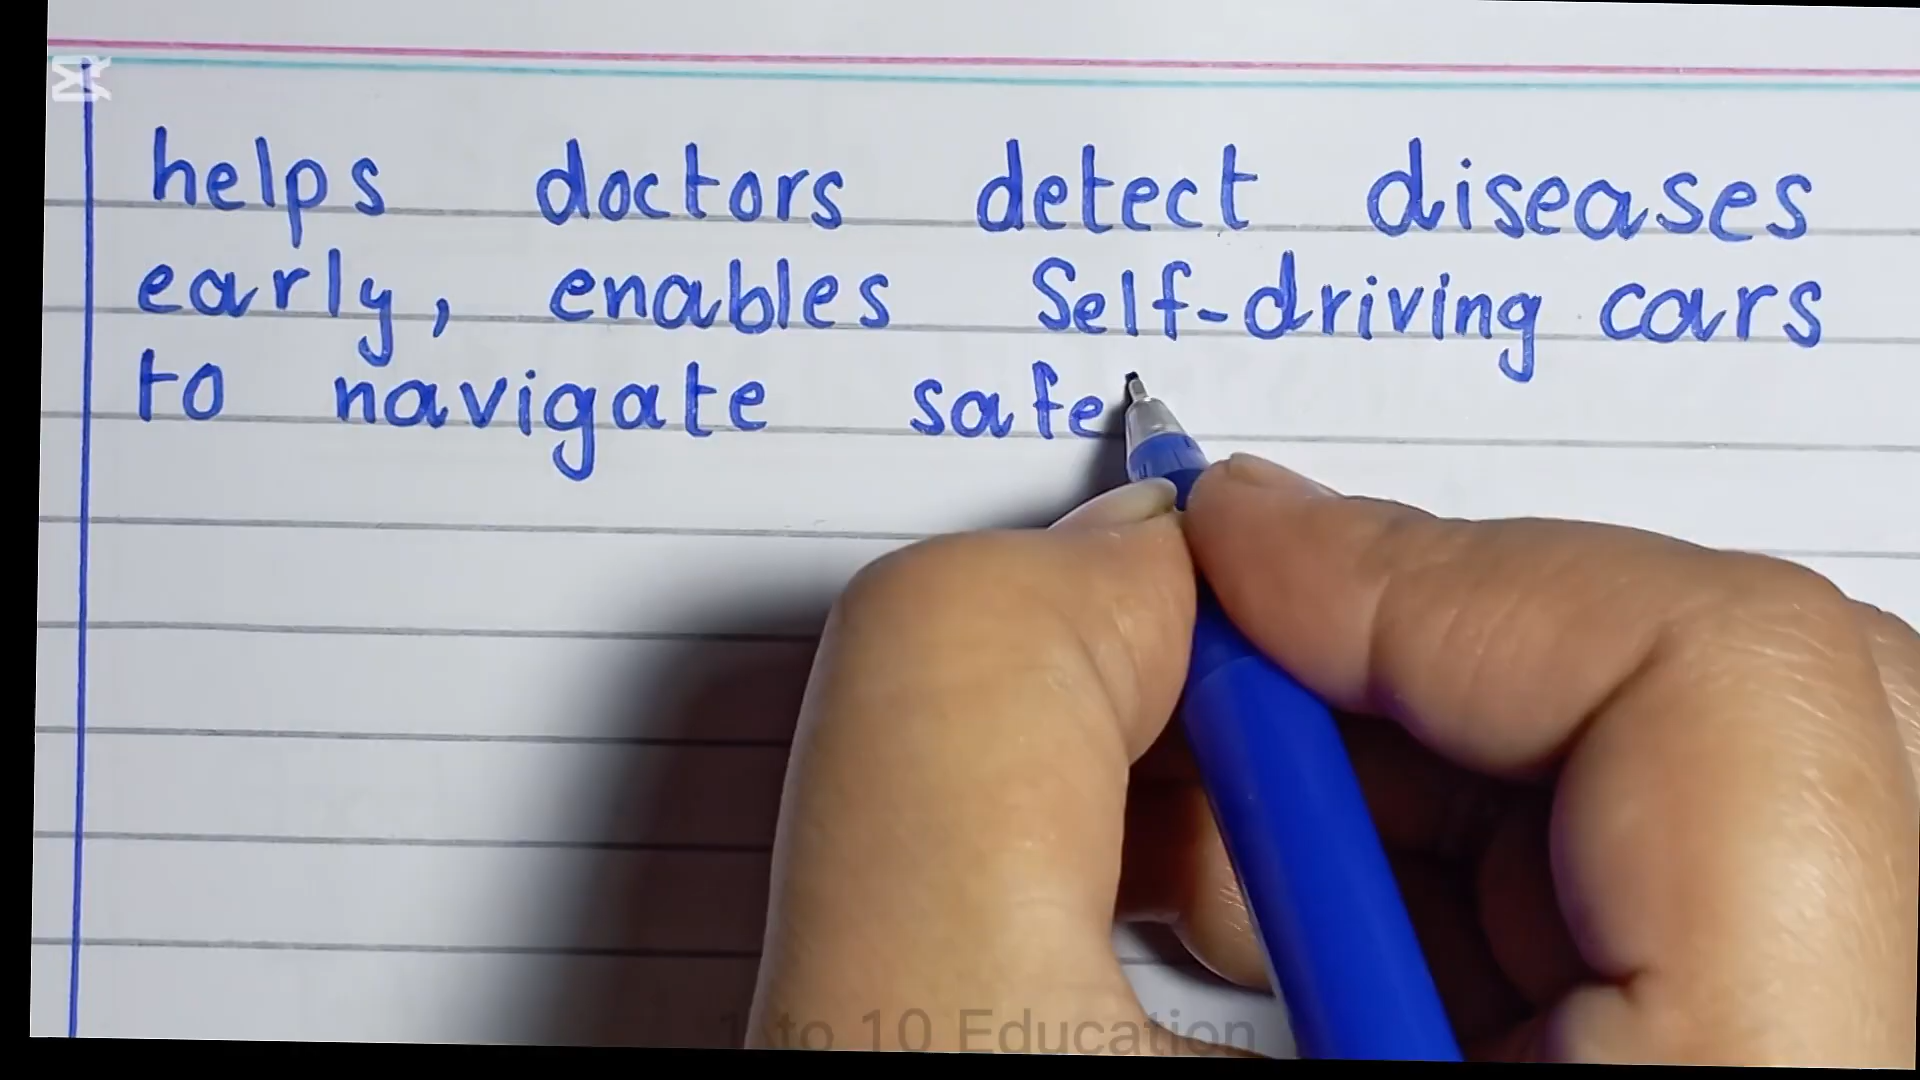 helps doctors detect diseases
early, enables Self-driving cars
to navigate safe
1 to 10 Education